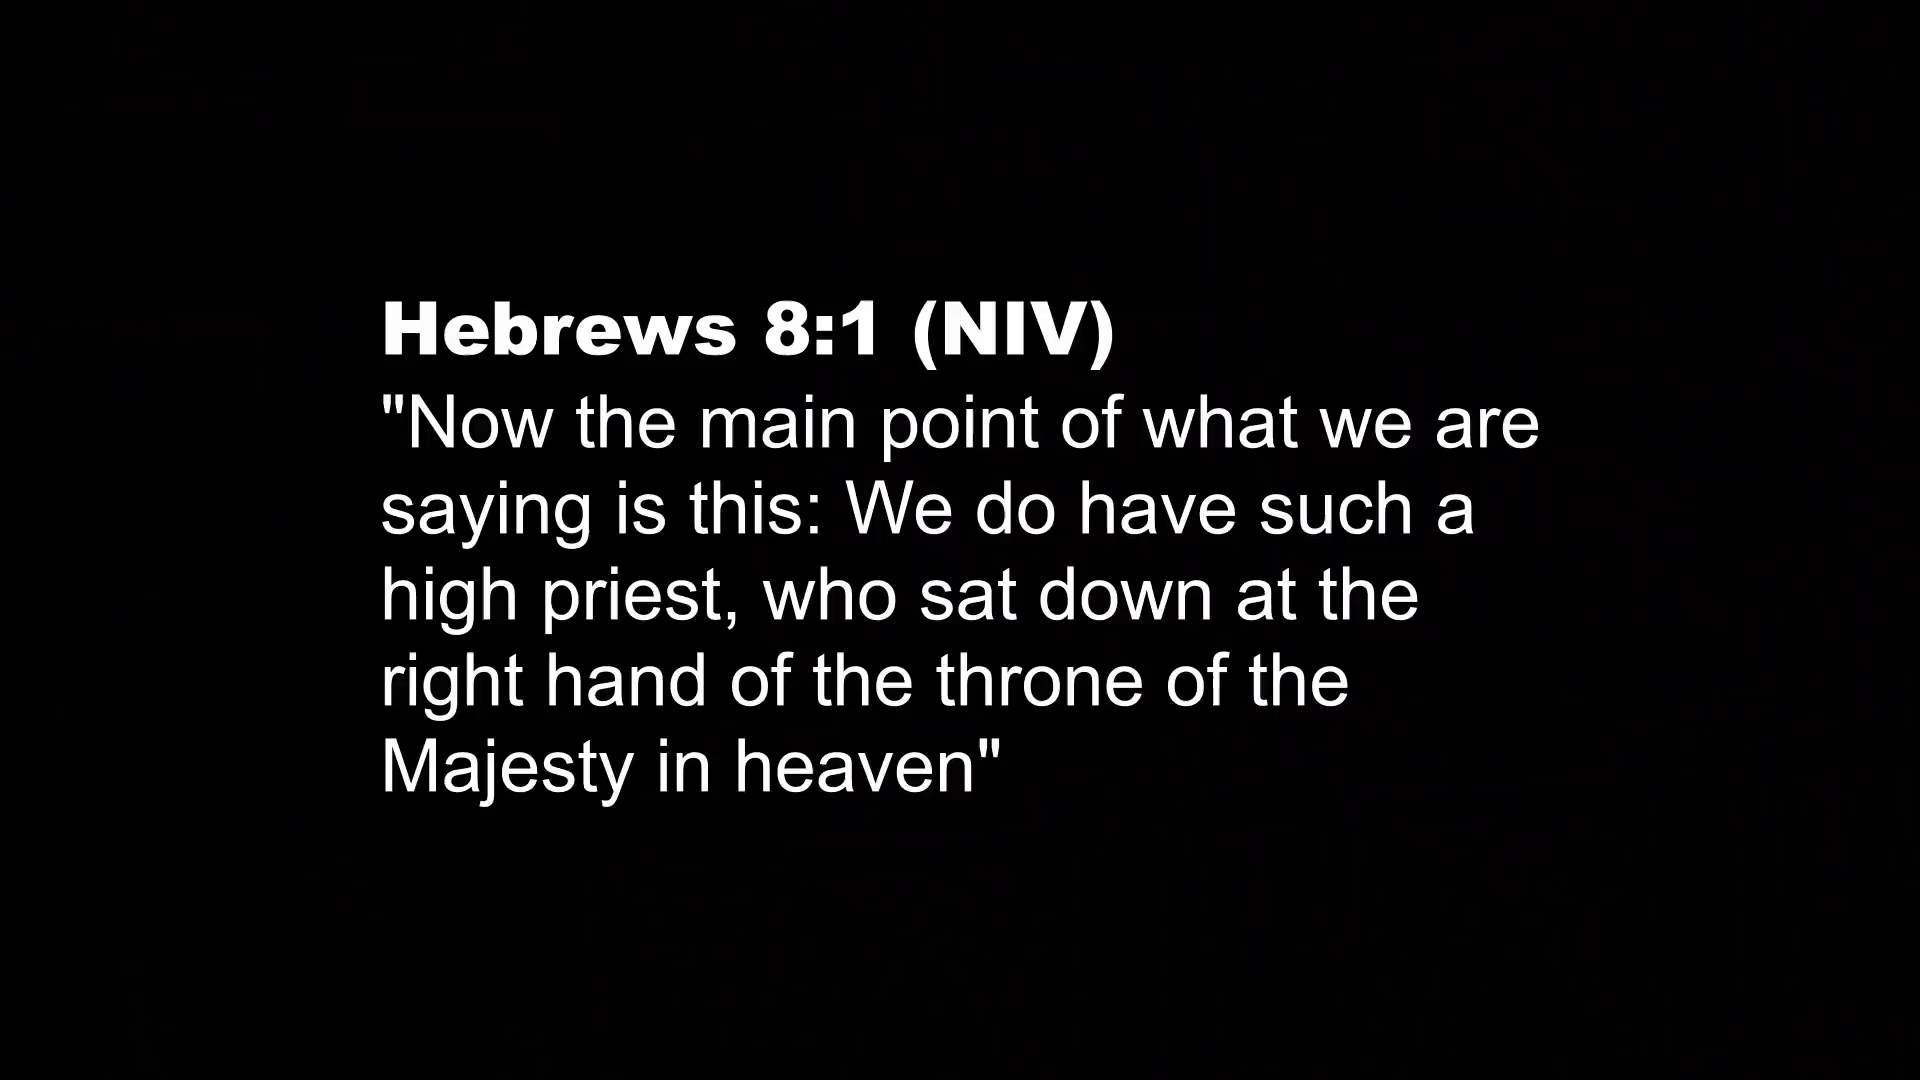 Hebrews 8:1 (NIV)
"Now the main point of what we are
saying is this: We do have such a
high priest, who sat down at the
right hand of the throne of the
Majesty in heaven"